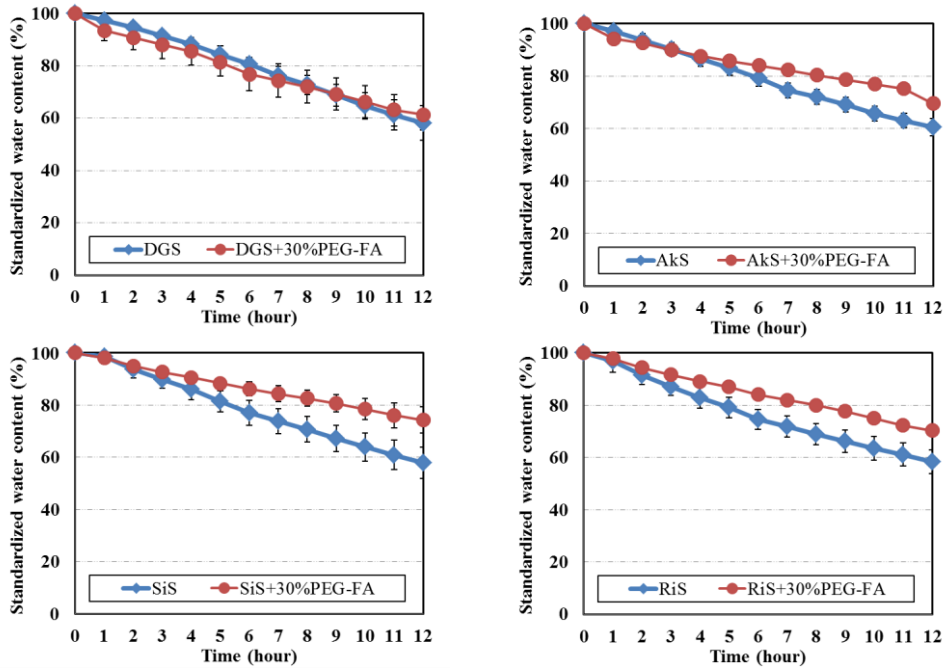 Standardized water content (%)
100
80
60
40
20
0
DGS DGS+30%PEG-FA
0 1 2 3 4 5 6 7 8 9 10 11 12
Time (hour)
Standardized water content (%)
100
80
60
40
20
0
AkS AkS+30%PEG-FA
0 1 2 3 4 5 6 7 8 9 10 11 12
Time (hour)
Standardized water content (%)
100
80
60
40
20
0
SiS SiS+30%PEG-FA
0 1 2 3 4 5 6 7 8 9 10 11 12
Time (hour)
Standardized water content (%)
100
80
60
40
20
0
RiS RiS+30%PEG-FA
0 1 2 3 4 5 6 7 8 9 10 11 12
Time (hour)